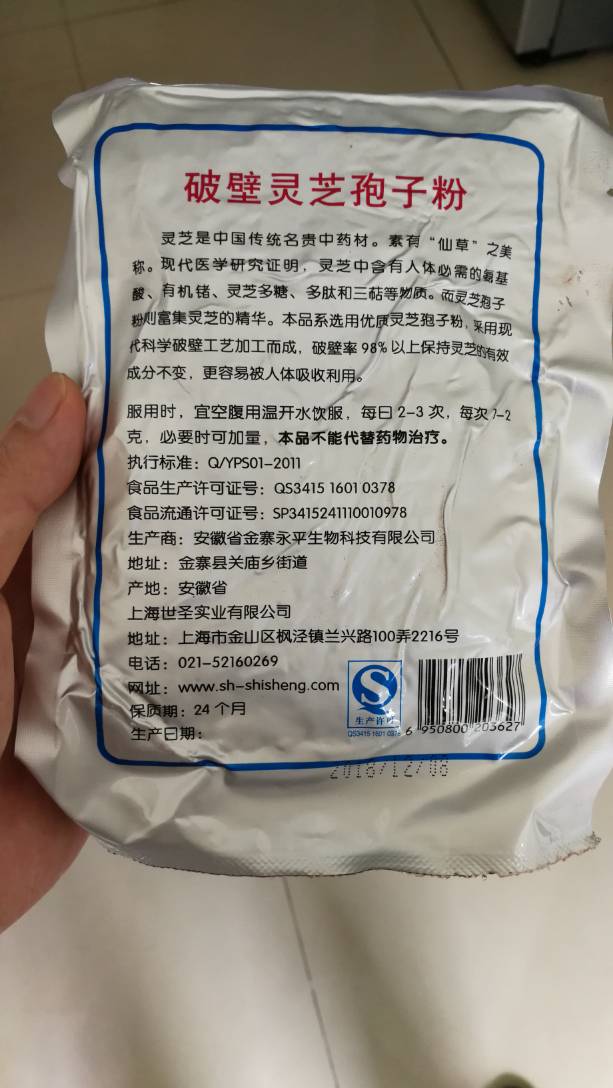 破壁灵芝孢子粉
灵芝是中国传统名贵中药材。素有“仙草”之美
称。现代医学研究证明，灵芝中含有人体必需的氨基
酸、有机锗、灵芝多糖、多肽和三萜等物质。而灵芝孢子
粉则富集灵芝的精华。本品系选用优质灵芝孢子粉，采用现
代科学破壁工艺加工而成，破壁率98%以上保持灵芝的有效
成分不变，更容易被人体吸收利用。
服用时，宜空腹用温开水饮服，每日2-3次，每次1-2
克，必要时可加量，本品不能代替药物治疗。
执行标准：Q/YPS01-2011
食品生产许可证号：QS3415 1601 0378
食品流通许可证号：SP3415241110010978
生产商：安徽省金寨永平生物科技有限公司
地址：金寨县关庙乡街道
产地：安徽省
上海世圣实业有限公司
地址：上海市金山区枫泾镇兰兴路100弄2216号
电话：021-52160269
网址：www.sh-shisheng.com
保质期：24个月
生产日期：
生产许可
QS3415 1601 0378
6 950800 203627
2018/12/08